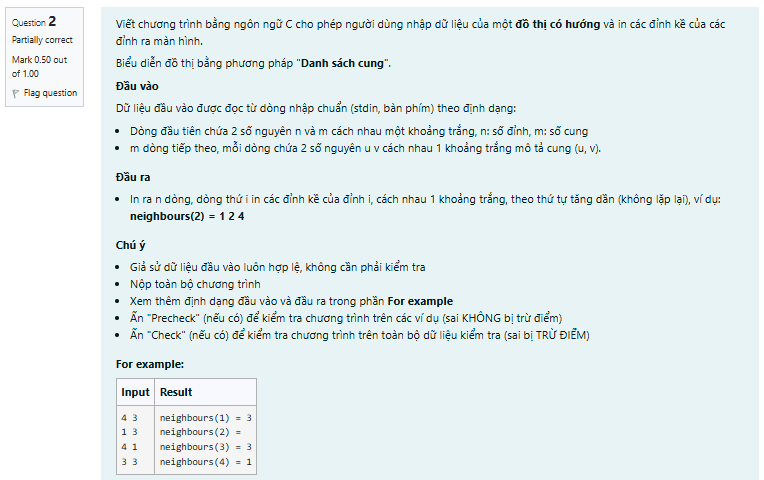 Question 2
Partially correct
Mark 0.50 out
of 1.00
Flag question
Viết chương trình bằng ngôn ngữ C cho phép người dùng nhập dữ liệu của một đồ thị có hướng và in các đỉnh kề của các
đỉnh ra màn hình.
Biểu diễn đồ thị bằng phương pháp "Danh sách cung".
Đầu vào
Dữ liệu đầu vào được đọc từ dòng nhập chuẩn (stdin, bàn phím) theo định dạng:
• Dòng đầu tiên chứa 2 số nguyên n và m cách nhau một khoảng trắng, n: số đỉnh, m: số cung
• m dòng tiếp theo, mỗi dòng chứa 2 số nguyên u v cách nhau 1 khoảng trắng mô tả cung (u, v).
Đầu ra
• In ra n dòng, dòng thứ i in các đỉnh kề của đỉnh i, cách nhau 1 khoảng trắng, theo thứ tự tăng dần (không lặp lại), ví dụ:
neighbours(2) = 1 2 4
Chú ý
• Giả sử dữ liệu đầu vào luôn hợp lệ, không cần phải kiểm tra
• Nộp toàn bộ chương trình
• Xem thêm định dạng đầu vào và đầu ra trong phần For example
• Ấn "Precheck" (nếu có) để kiểm tra chương trình trên các ví dụ (sai KHÔNG bị trừ điểm)
• Ấn "Check" (nếu có) để kiểm tra chương trình trên toàn bộ dữ liệu kiểm tra (sai bị TRỪ ĐIỂM)
For example:
Input Result
4 3 neighbours(1) = 3
1 3 neighbours(2) =
4 1 neighbours(3) = 3
3 3 neighbours(4) = 1